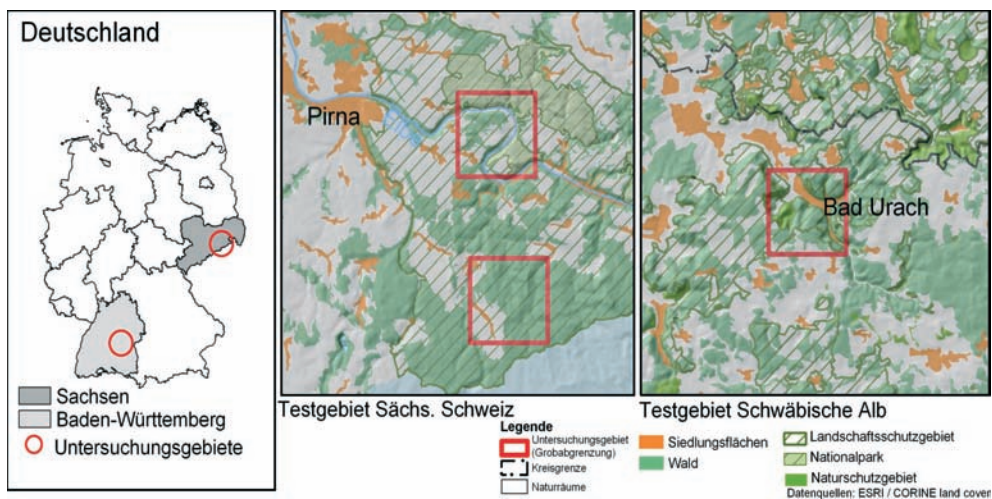 Deutschland
Sachsen
Baden-Württemberg
Untersuchungsgebiete
Pirna
Testgebiet Sächs. Schweiz
Bad Urach
Testgebiet Schwäbische Alb
Legende
Untersuchungsgebiet
(Grobabgrenzung)
Kreisgrenze
Naturräume
Siedlungsflächen
Wald
Landschaftsschutzgebiet
Nationalpark
Naturschutzgebiet
Datenquellen: ESRI / CORINE land cover